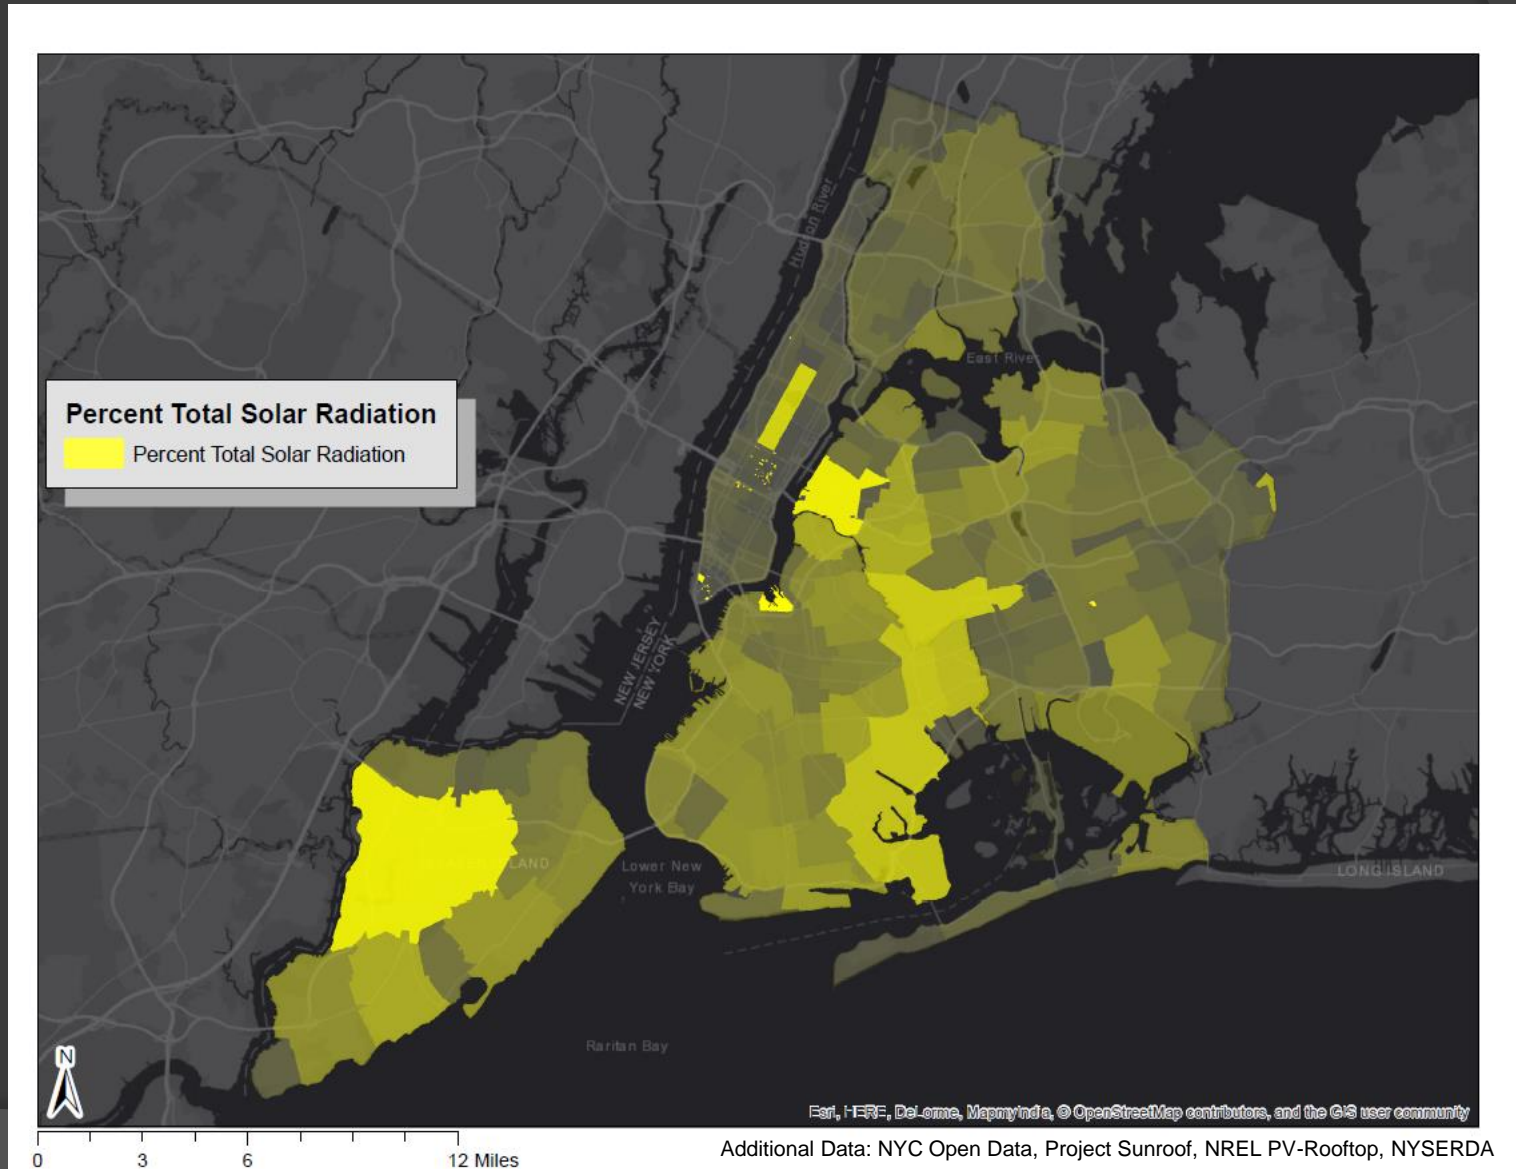 Hudson River
East River
Percent Total Solar Radiation
Percent Total Solar Radiation
NEW JERSEY
NEW YORK
LAND
Lower New
York Bay
LONG ISLAND
Raritan Bay
N
Esri, HERE, DeLorme, MapmyIndia, © OpenStreetMap contributors, and the GIS user community
0 3 6 12 Miles
Additional Data: NYC Open Data, Project Sunroof, NREL PV-Rooftop, NYSERDA